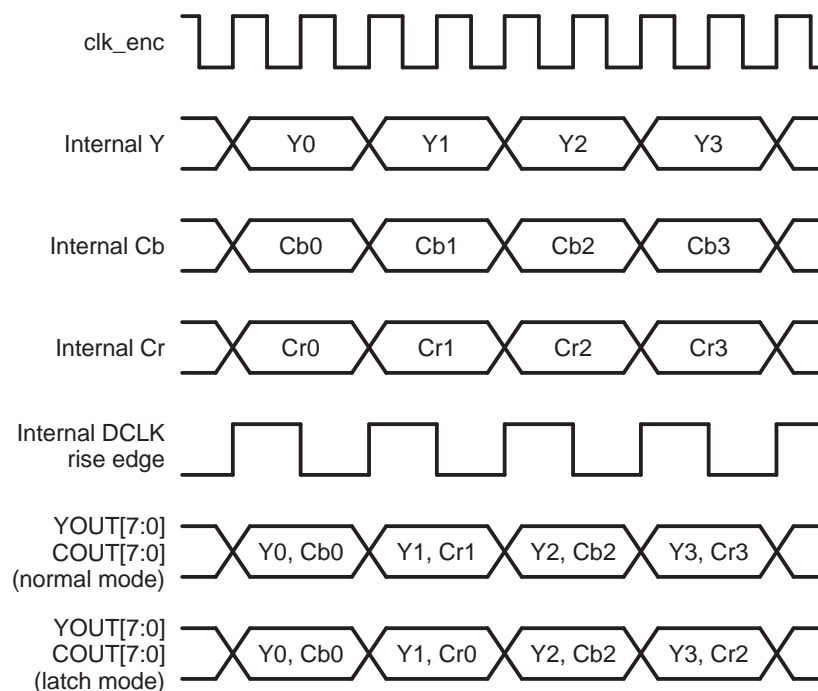 clk_enc
Internal Y
Y0 Y1 Y2 Y3
Internal Cb
Cb0 Cb1 Cb2 Cb3
Internal Cr
Cr0 Cr1 Cr2 Cr3
Internal DCLK
rise edge
YOUT[7:0]
COUT[7:0]
(normal mode)
Y0, Cb0 Y1, Cr1 Y2, Cb2 Y3, Cr3
YOUT[7:0]
COUT[7:0]
(latch mode)
Y0, Cb0 Y1, Cr0 Y2, Cb2 Y3, Cr2